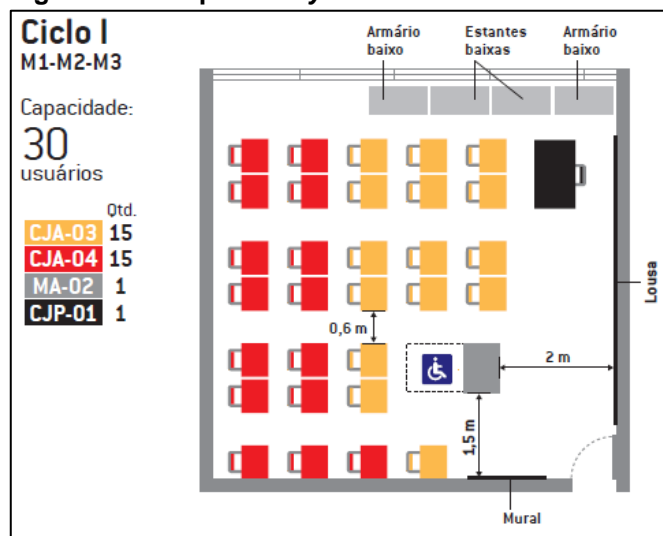 Ciclo I
M1-M2-M3
Capacidade:
30
usuários
Qtd.
CJA-03 15
CJA-04 15
MA-02 1
CJP-01 1
Armário
baixo
Estantes
baixas
Armário
baixo
0,6 m
2 m
1,5 m
Lousa
Mural